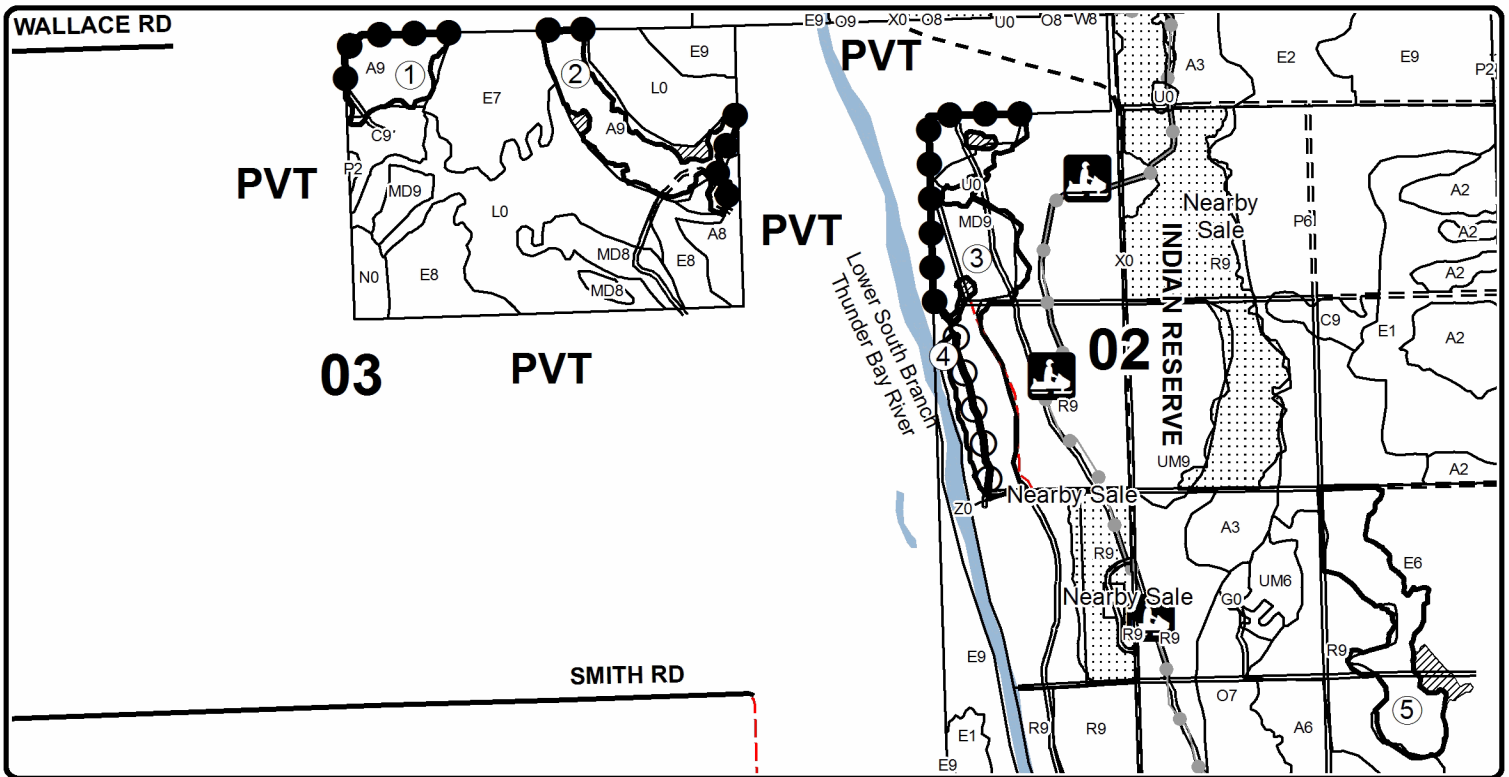 WALLACE RD
E9 O9 X0 O8 U0 O8 W8
PVT
A9 1
2
E9
A3
E2
E9
P2
L0
E7
U0
A9
C9'
P2
PVT
MD9
L0
U0
Nearby
Sale
A2
P6
A2
MD9
PVT
A8
3
X0
INDIAN RESERVE
R9
A2
N0
E8
MD8
E8
MD8
Lower South Branch
Thunder Bay River
C9
E1
A2
03
PVT
4
02
R9
UM9
A2
Z0
Nearby Sale
A3
R9
E6
UM6
Nearby Sale
G0
R9
R9
E9
R9
SMITH RD
O7
5
E1
R9
R9
A6
E9